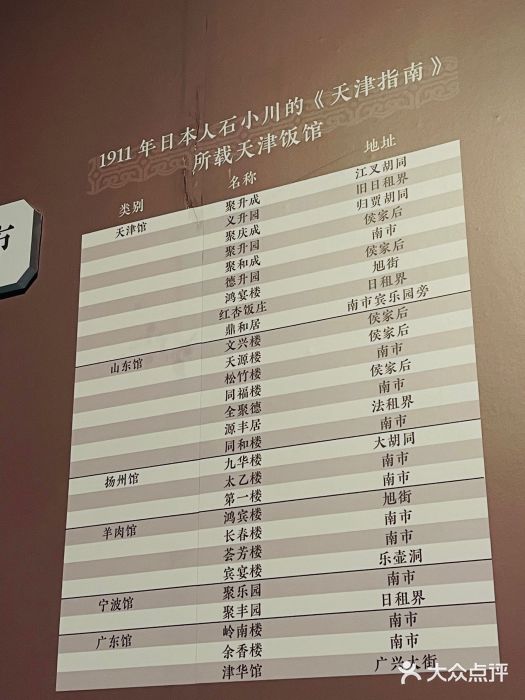 1911年日本人石小川的《天津指南》
所载天津饭馆
类别 名称 地址
天津馆 聚升成 江叉胡同
义升园 旧日租界
聚庆成 归贾胡同
聚升园 侯家后
聚和成 南市
德升园 侯家后
鸿宴楼 旭街
红杏饭庄 日租界
鼎和居 南市宾乐园旁
山东馆 文兴楼 侯家后
天源楼 侯家后
松竹楼 南市
同福楼 侯家后
全聚德 南市
源丰居 法租界
同和楼 南市
扬州馆 九华楼 大胡同
太乙楼 南市
第一楼 南市
羊肉馆 鸿宾楼 旭街
长春楼 南市
荟芳楼 南市
宾宴楼 乐壶洞
宁波馆 聚乐园 南市
聚丰园 日租界
广东馆 岭南楼 南市
余香楼 南市
津华馆 广兴大街
大众点评